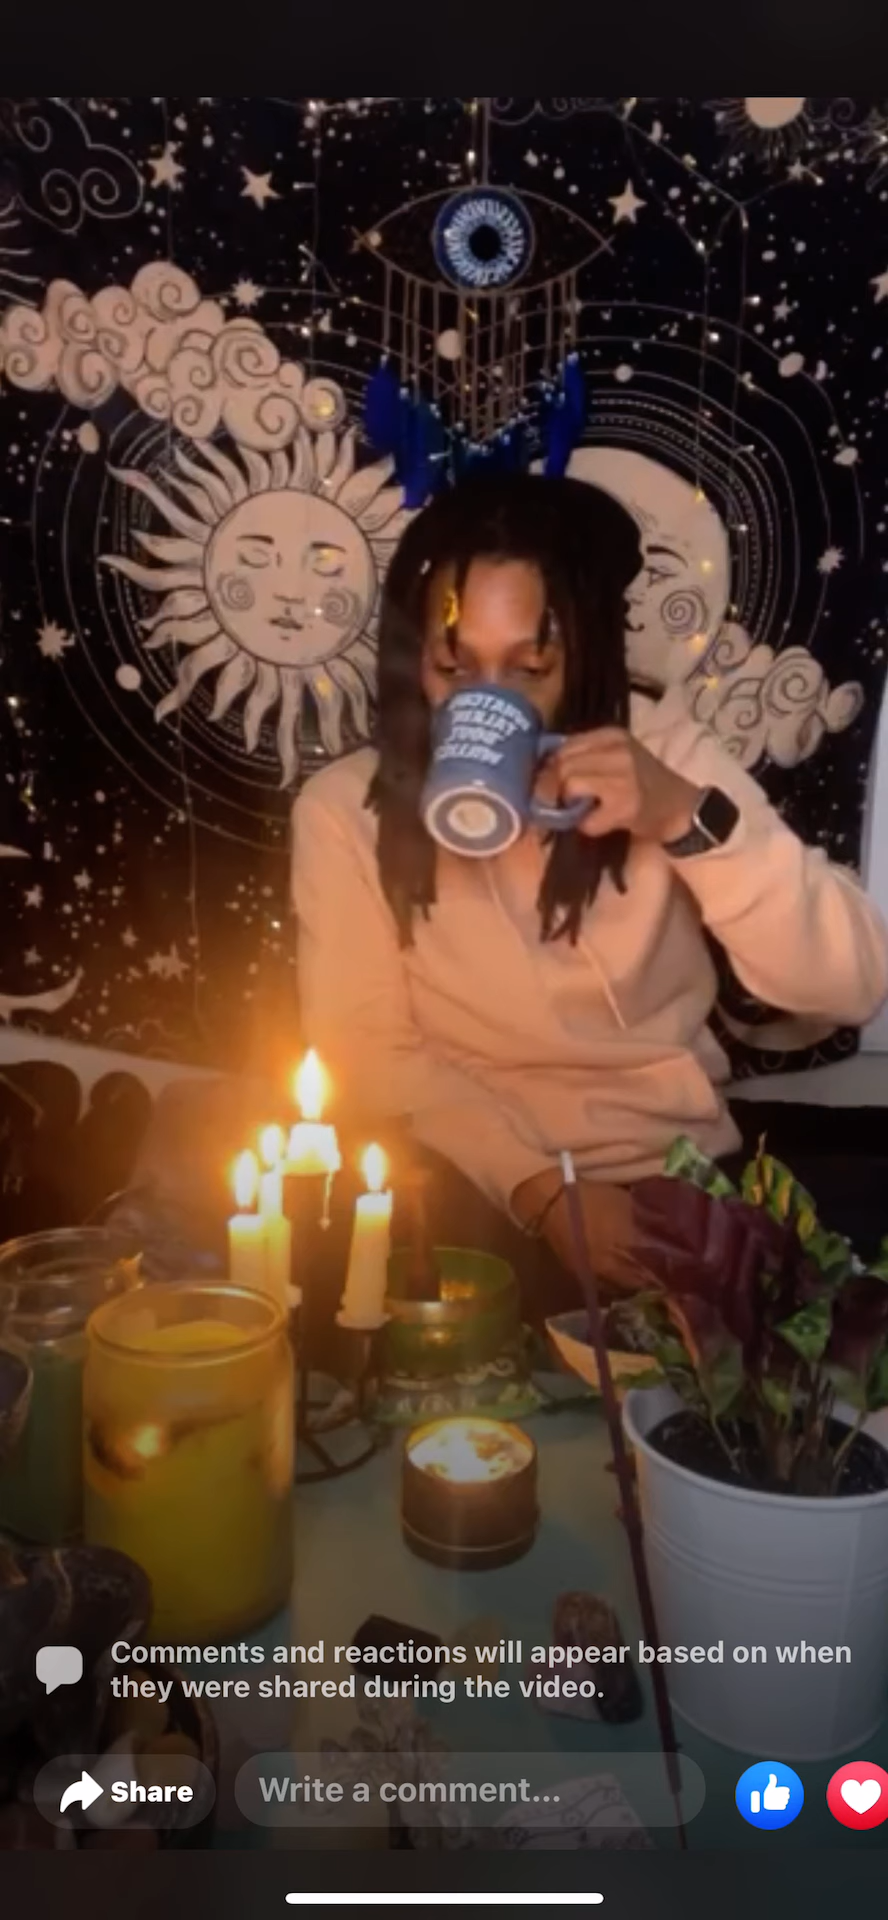 Comments and reactions will appear based on when
they were shared during the video.
Share
Write a comment...